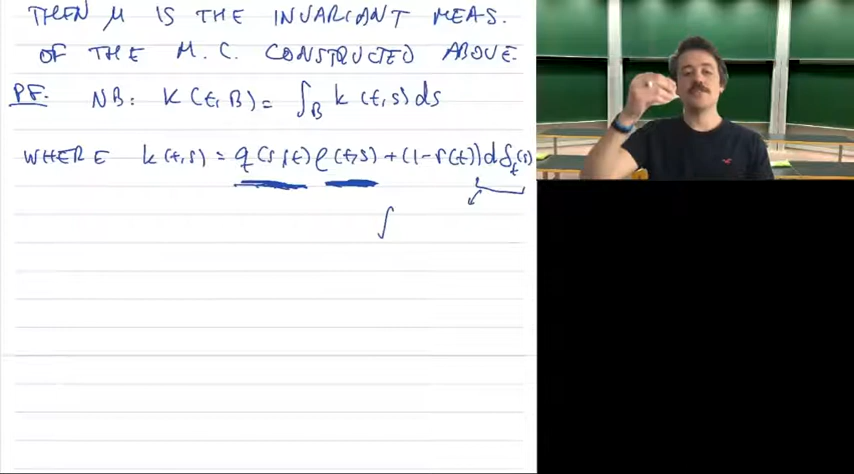 THEN μ IS THE INVARIANT MEAS.
OF THE M.C. CONSTRUCTED ABOVE.
PF. NB: K(t,B) = ∫_B k(t,s) ds
WHERE k(t,s) = q(s,t) ρ(t,s) + (1-r(t)) dδ_t(s)
∫